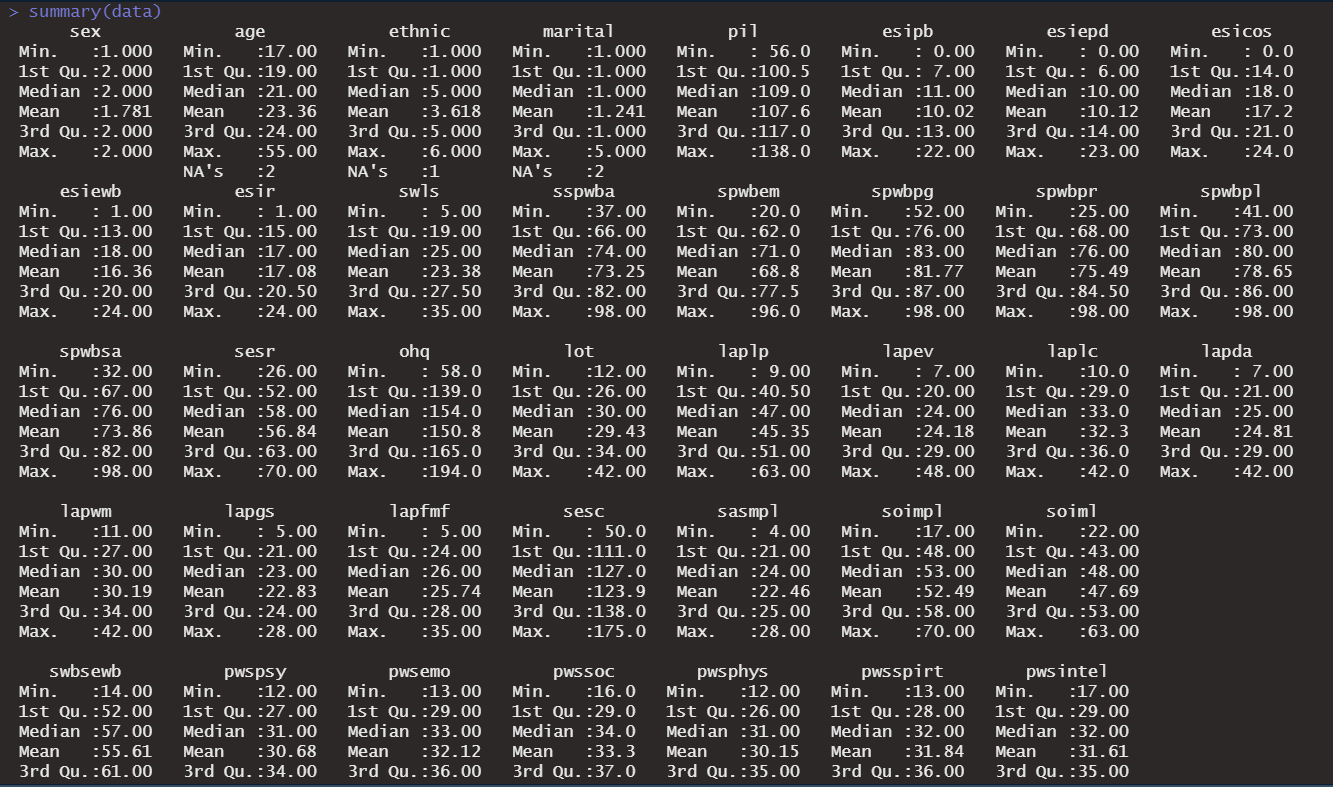 > summary(data)
sex age ethnic marital pil esipb esiepd esicos
Min. :1.000 Min. :17.00 Min. :1.000 Min. :1.000 Min. : 56.0 Min. : 0.00 Min. : 0.00 Min. : 0.0
1st Qu.:2.000 1st Qu.:19.00 1st Qu.:1.000 1st Qu.:1.000 1st Qu.:100.5 1st Qu.: 7.00 1st Qu.: 6.00 1st Qu.:14.0
Median :2.000 Median :21.00 Median :5.000 Median :1.000 Median :109.0 Median :11.00 Median :10.00 Median :18.0
Mean :1.781 Mean :23.36 Mean :3.618 Mean :1.241 Mean :107.6 Mean :10.02 Mean :10.12 Mean :17.2
3rd Qu.:2.000 3rd Qu.:24.00 3rd Qu.:5.000 3rd Qu.:1.000 3rd Qu.:117.0 3rd Qu.:13.00 3rd Qu.:14.00 3rd Qu.:21.0
Max. :2.000 Max. :55.00 Max. :6.000 Max. :5.000 Max. :138.0 Max. :22.00 Max. :23.00 Max. :24.0
NA's :2 NA's :1 NA's :2
esiewb esir swls sspwba spwbem spwbpg spwbpr spwbpl
Min. : 1.00 Min. : 1.00 Min. : 5.00 Min. :37.00 Min. :20.0 Min. :52.00 Min. :25.00 Min. :41.00
1st Qu.:13.00 1st Qu.:15.00 1st Qu.:19.00 1st Qu.:66.00 1st Qu.:62.0 1st Qu.:76.00 1st Qu.:68.00 1st Qu.:73.00
Median :18.00 Median :17.00 Median :25.00 Median :74.00 Median :71.0 Median :83.00 Median :76.00 Median :80.00
Mean :16.36 Mean :17.08 Mean :23.38 Mean :73.25 Mean :68.8 Mean :81.77 Mean :75.49 Mean :78.65
3rd Qu.:20.00 3rd Qu.:20.50 3rd Qu.:27.50 3rd Qu.:82.00 3rd Qu.:77.5 3rd Qu.:87.00 3rd Qu.:84.50 3rd Qu.:86.00
Max. :24.00 Max. :24.00 Max. :35.00 Max. :98.00 Max. :96.0 Max. :98.00 Max. :98.00 Max. :98.00
spwbsa sesr ohq lot laplp lapev laplc lapda
Min. :32.00 Min. :26.00 Min. : 58.0 Min. :12.00 Min. : 9.00 Min. : 7.00 Min. :10.0 Min. : 7.00
1st Qu.:67.00 1st Qu.:52.00 1st Qu.:139.0 1st Qu.:26.00 1st Qu.:40.50 1st Qu.:20.00 1st Qu.:29.0 1st Qu.:21.00
Median :76.00 Median :58.00 Median :154.0 Median :30.00 Median :47.00 Median :24.00 Median :33.0 Median :25.00
Mean :73.86 Mean :56.84 Mean :150.8 Mean :29.43 Mean :45.35 Mean :24.18 Mean :32.3 Mean :24.81
3rd Qu.:82.00 3rd Qu.:63.00 3rd Qu.:165.0 3rd Qu.:34.00 3rd Qu.:51.00 3rd Qu.:29.00 3rd Qu.:36.0 3rd Qu.:29.00
Max. :98.00 Max. :70.00 Max. :194.0 Max. :42.00 Max. :63.00 Max. :48.00 Max. :42.0 Max. :42.00
lapwm lapgs lapfmf sesc sasmpl soimpl soiml
Min. :11.00 Min. : 5.00 Min. : 5.00 Min. : 50.0 Min. : 4.00 Min. :17.00 Min. :22.00
1st Qu.:27.00 1st Qu.:21.00 1st Qu.:24.00 1st Qu.:111.0 1st Qu.:21.00 1st Qu.:48.00 1st Qu.:43.00
Median :30.00 Median :23.00 Median :26.00 Median :127.0 Median :24.00 Median :53.00 Median :48.00
Mean :30.19 Mean :22.83 Mean :25.74 Mean :123.9 Mean :22.46 Mean :52.49 Mean :47.69
3rd Qu.:34.00 3rd Qu.:24.00 3rd Qu.:28.00 3rd Qu.:138.0 3rd Qu.:25.00 3rd Qu.:58.00 3rd Qu.:53.00
Max. :42.00 Max. :28.00 Max. :35.00 Max. :175.0 Max. :28.00 Max. :70.00 Max. :63.00
swbsewb pwspsy pwsemo pwssoc pwsphys pwsspirt pwsintel
Min. :14.00 Min. :12.00 Min. :13.00 Min. :16.0 Min. :12.00 Min. :13.00 Min. :17.00
1st Qu.:52.00 1st Qu.:27.00 1st Qu.:29.00 1st Qu.:29.0 1st Qu.:26.00 1st Qu.:28.00 1st Qu.:29.00
Median :57.00 Median :31.00 Median :33.00 Median :34.0 Median :31.00 Median :32.00 Median :32.00
Mean :55.61 Mean :30.68 Mean :32.12 Mean :33.3 Mean :30.15 Mean :31.84 Mean :31.61
3rd Qu.:61.00 3rd Qu.:34.00 3rd Qu.:36.00 3rd Qu.:37.0 3rd Qu.:35.00 3rd Qu.:36.00 3rd Qu.:35.00